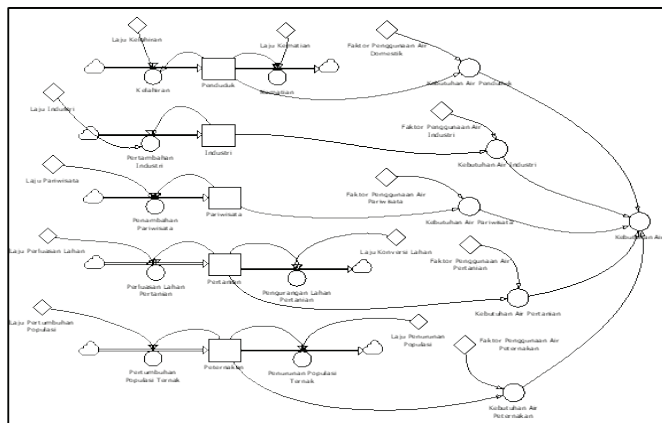 Laju Kelahiran
Laju Kematian
Faktor Penggunaan Air
Domestik
Kelahiran
Penduduk
Kematian
Kebutuhan Air Penduduk
Laju Industri
Faktor Penggunaan Air
Industri
Pertambahan
Industri
Industri
Kebutuhan Air Industri
Laju Pariwisata
Faktor Penggunaan Air
Pariwisata
Penambahan
Pariwisata
Pariwisata
Kebutuhan Air Pariwisata
Kebutuhan Air
Laju Perluasan Lahan
Laju Konversi Lahan
Faktor Penggunaan Air
Pertanian
Perluasan Lahan
Pertanian
Pertanian
Pengurangan Lahan
Pertanian
Kebutuhan Air Pertanian
Laju Pertumbuhan
Populasi
Laju Penurunan
Populasi
Faktor Penggunaan Air
Peternakan
Pertumbuhan
Populasi Ternak
Peternakan
Penurunan Populasi
Ternak
Kebutuhan Air
Peternakan